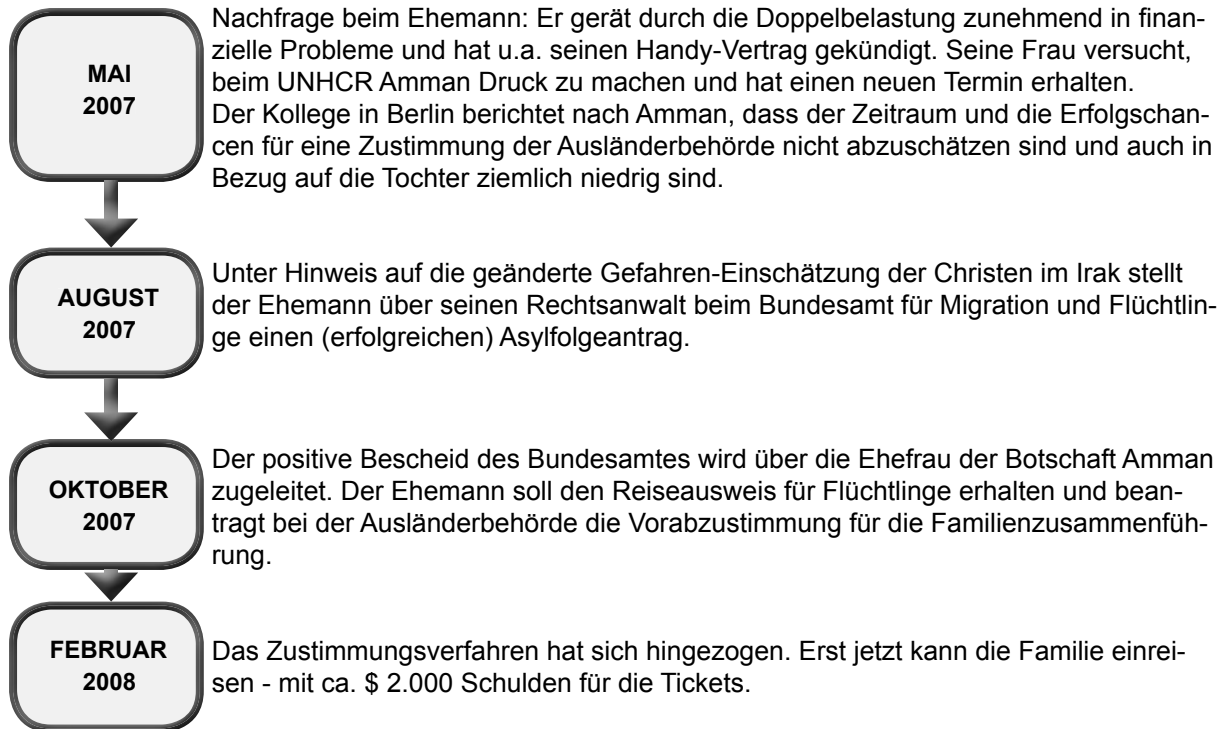 MAI
2007
Nachfrage beim Ehemann: Er gerät durch die Doppelbelastung zunehmend in finan-
zielle Probleme und hat u.a. seinen Handy-Vertrag gekündigt. Seine Frau versucht,
beim UNHCR Amman Druck zu machen und hat einen neuen Termin erhalten.
Der Kollege in Berlin berichtet nach Amman, dass der Zeitraum und die Erfolgschan-
cen für eine Zustimmung der Ausländerbehörde nicht abzuschätzen sind und auch in
Bezug auf die Tochter ziemlich niedrig sind.
AUGUST
2007
Unter Hinweis auf die geänderte Gefahren-Einschätzung der Christen im Irak stellt
der Ehemann über seinen Rechtsanwalt beim Bundesamt für Migration und Flüchtlin-
ge einen (erfolgreichen) Asylfolgeantrag.
OKTOBER
2007
Der positive Bescheid des Bundesamtes wird über die Ehefrau der Botschaft Amman
zugeleitet. Der Ehemann soll den Reiseausweis für Flüchtlinge erhalten und bean-
tragt bei der Ausländerbehörde die Vorabzustimmung für die Familienzusammenfüh-
rung.
FEBRUAR
2008
Das Zustimmungsverfahren hat sich hingezogen. Erst jetzt kann die Familie einrei-
sen - mit ca. $ 2.000 Schulden für die Tickets.